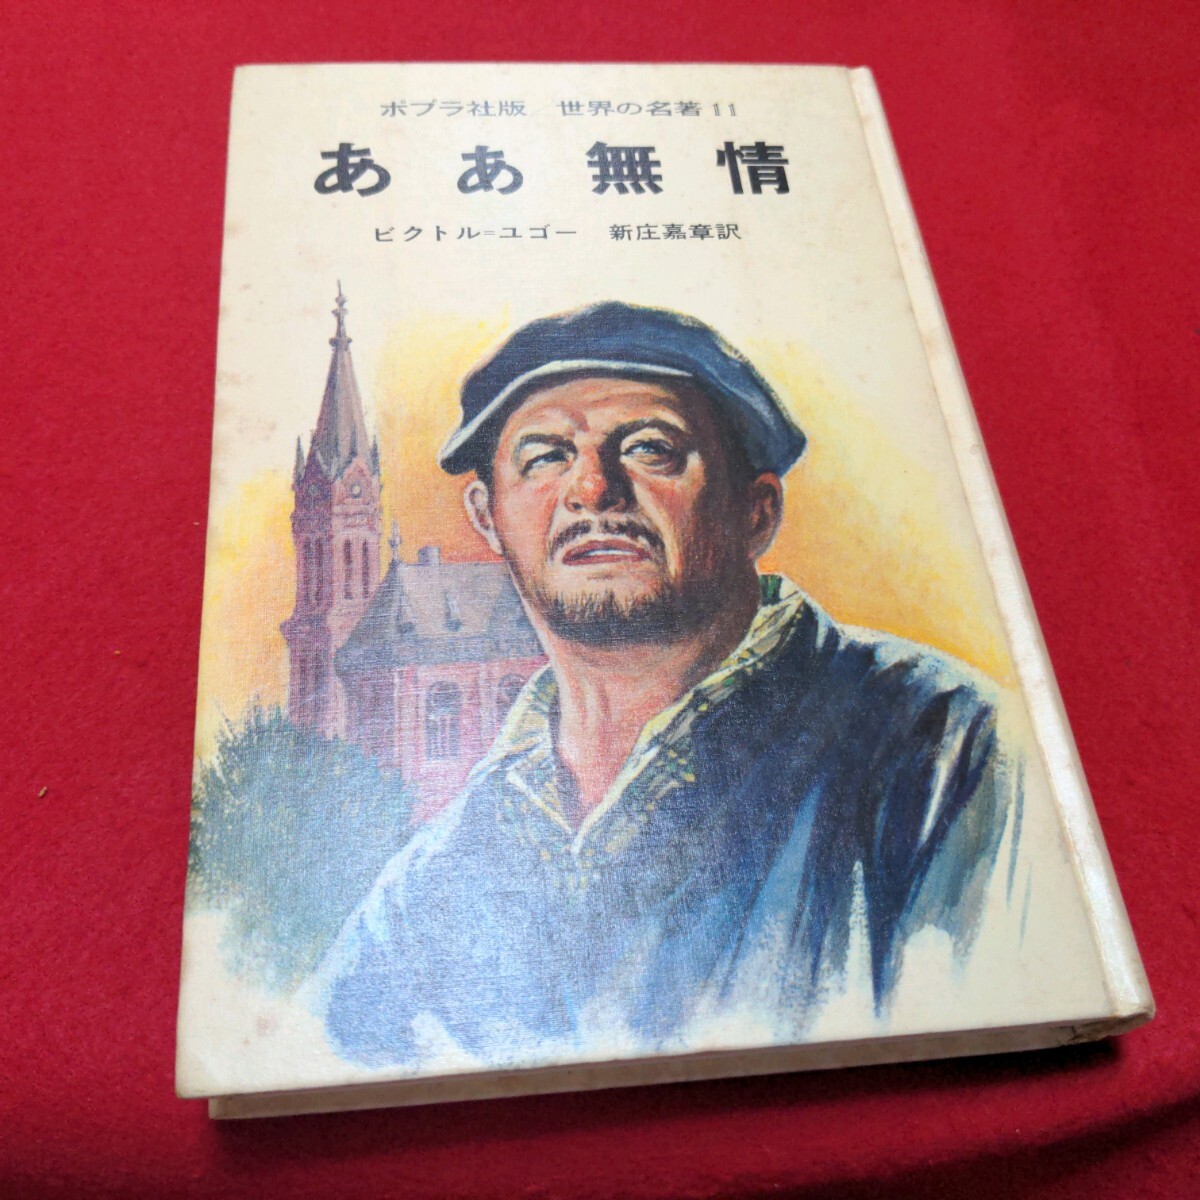 ポプラ社版/世界の名著11
ああ無情
ビクトル=ユゴー 新庄嘉章訳